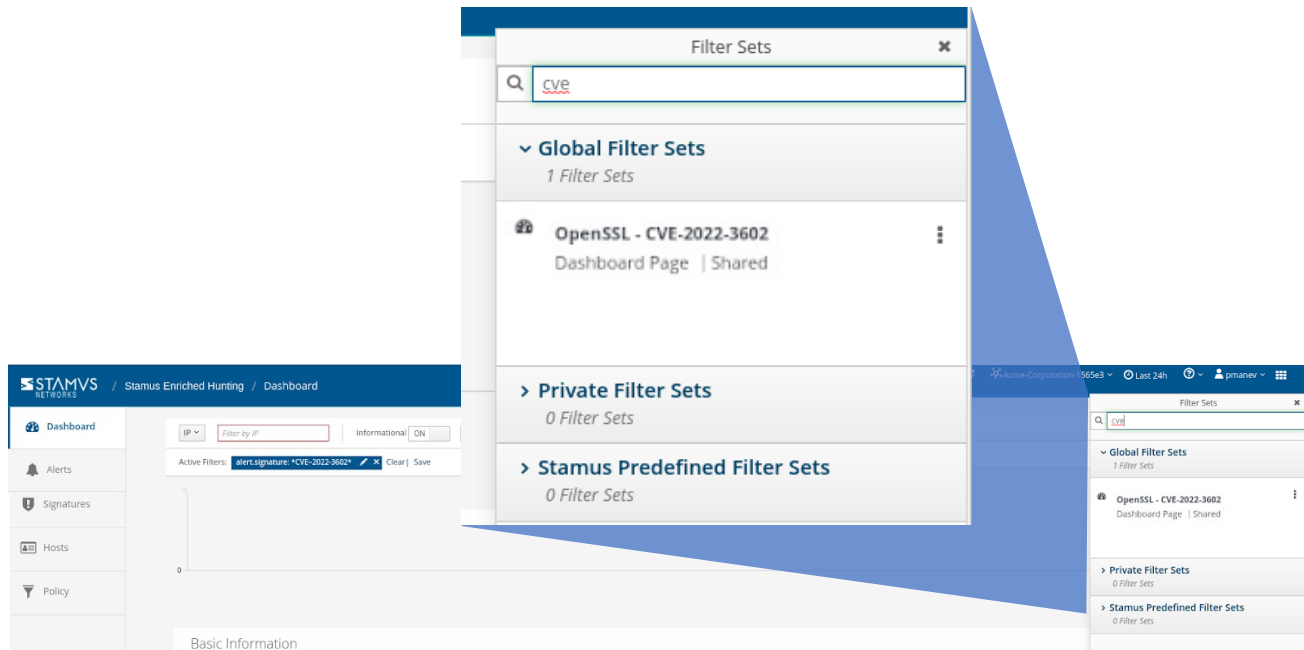 Filter Sets ✖
cve
Global Filter Sets
1 Filter Sets
OpenSSL - CVE-2022-3602
Dashboard Page | Shared
Private Filter Sets
0 Filter Sets
Stamus Predefined Filter Sets
0 Filter Sets
STAMVS / Stamus Enriched Hunting / Dashboard
NETWORKS
Acme-Corporation-1565e3 Last 24h pmanev
Dashboard
Alerts
Signatures
Hosts
Policy
IP Filter by IP Informational ON
Active Filters: alert.signature: *CVE-2022-3602* Clear| Save
0
Basic Information
Filter Sets ✖
cve
Global Filter Sets
1 Filter Sets
OpenSSL - CVE-2022-3602
Dashboard Page | Shared
Private Filter Sets
0 Filter Sets
Stamus Predefined Filter Sets
0 Filter Sets